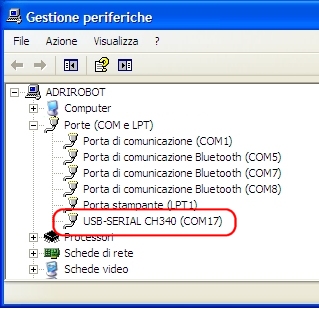 Gestione periferiche
File Azione Visualizza ?
ADRIROBOT
Computer
Porte (COM e LPT)
Porta di comunicazione (COM1)
Porta di comunicazione Bluetooth (COM5)
Porta di comunicazione Bluetooth (COM7)
Porta di comunicazione Bluetooth (COM8)
Porta stampante (LPT1)
USB-SERIAL CH340 (COM17)
Processori
Schede di rete
Schede video